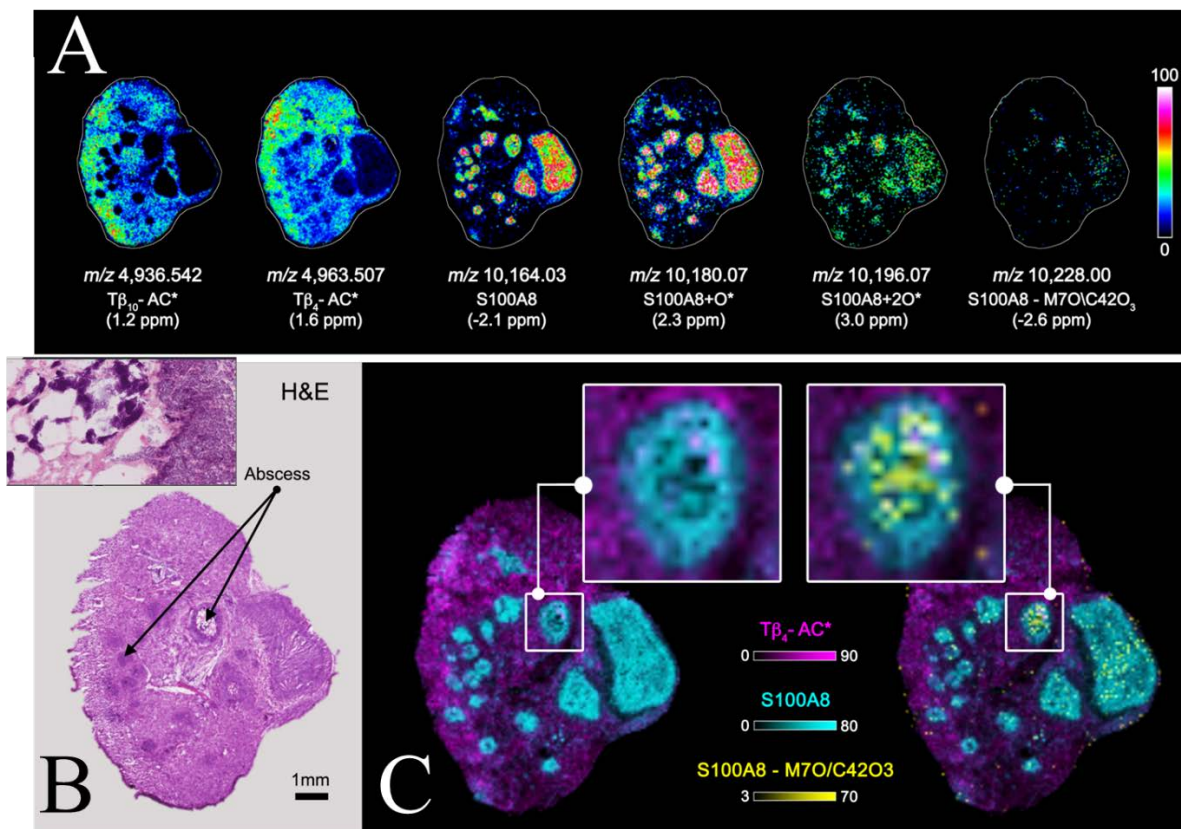 A
100
0
m/z 4,936.542
Tβ₁₀- AC*
(1.2 ppm)
m/z 4,963.507
Tβ₄- AC*
(1.6 ppm)
m/z 10,164.03
S100A8
(-2.1 ppm)
m/z 10,180.07
S100A8+O*
(2.3 ppm)
m/z 10,196.07
S100A8+2O*
(3.0 ppm)
m/z 10,228.00
S100A8 - M7O\C42O₃
(-2.6 ppm)
H&E
Abscess
B
1mm
C
Tβ₄- AC*
0 90
S100A8
0 80
S100A8 - M7O/C42O3
3 70